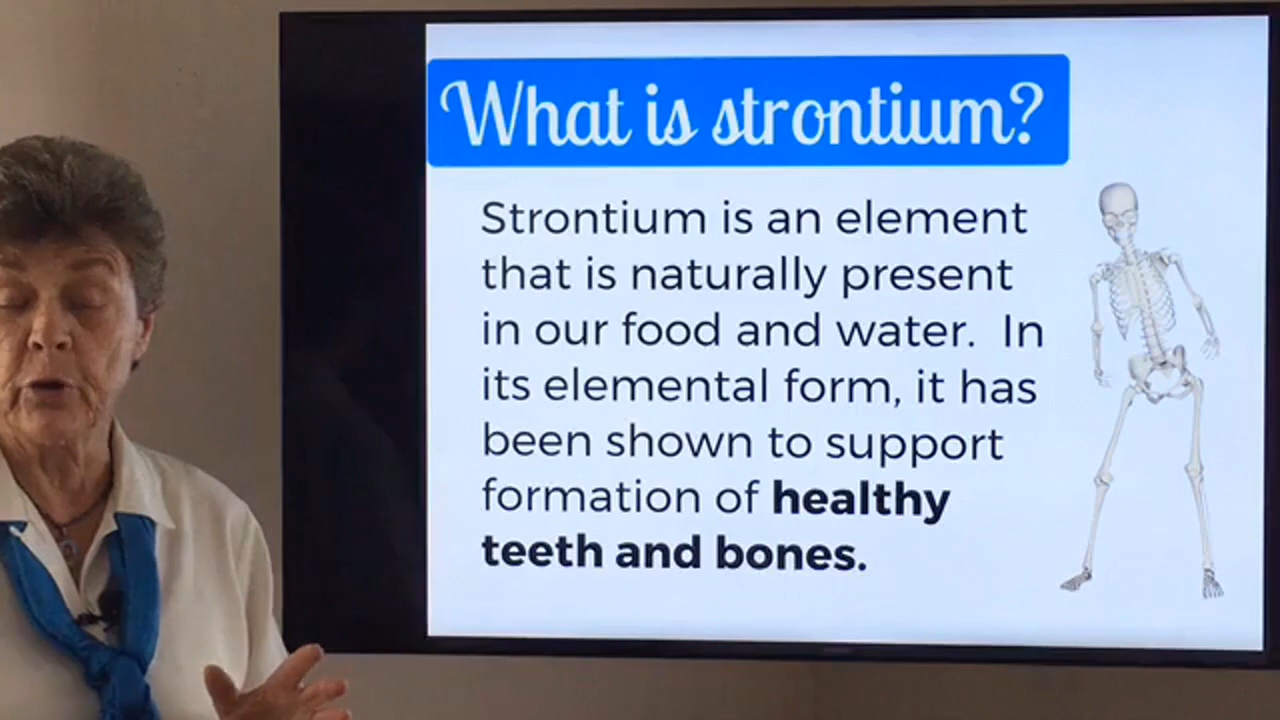 What is strontium?
Strontium is an element
that is naturally present
in our food and water. In
its elemental form, it has
been shown to support
formation of healthy
teeth and bones.